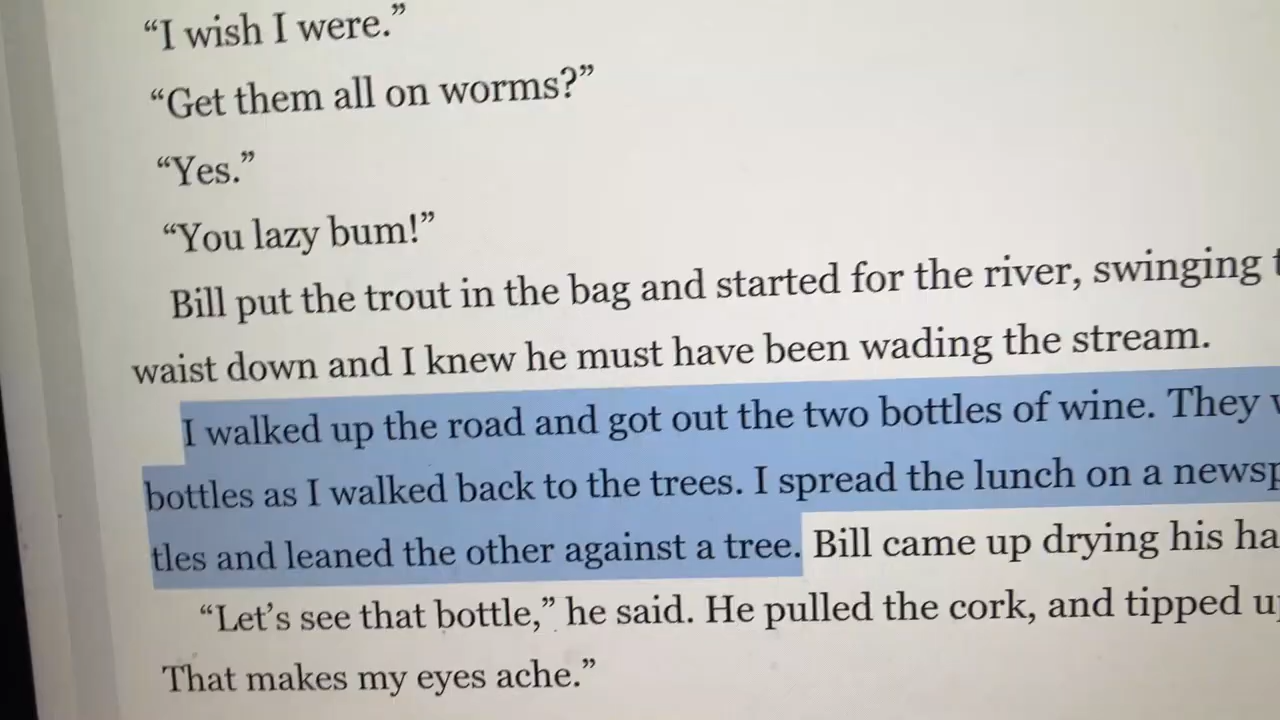 “I wish I were.”
“Get them all on worms?”
“Yes.”
“You lazy bum!”
Bill put the trout in the bag and started for the river, swinging
waist down and I knew he must have been wading the stream.
I walked up the road and got out the two bottles of wine. They
bottles as I walked back to the trees. I spread the lunch on a
tles and leaned the other against a tree. Bill came up drying his
“Let’s see that bottle,” he said. He pulled the cork, and tipped
That makes my eyes ache.”